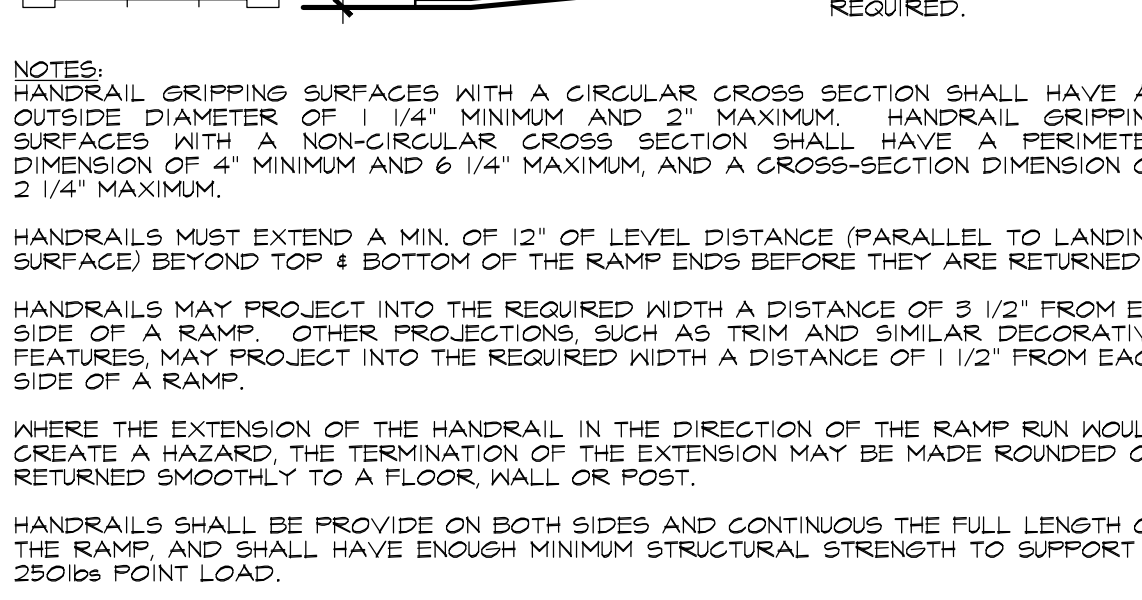 REQUIRED.
NOTES:
HANDRAIL GRIPPING SURFACES WITH A CIRCULAR CROSS SECTION SHALL HAVE
OUTSIDE DIAMETER OF 1 1/4" MINIMUM AND 2" MAXIMUM. HANDRAIL
SURFACES WITH A NON-CIRCULAR CROSS SECTION SHALL HAVE A
DIMENSION OF 4" MINIMUM AND 6 1/4" MAXIMUM, AND A CROSS-SECTION DIMENSION
2 1/4" MAXIMUM.
HANDRAILS MUST EXTEND A MIN. OF 12" OF LEVEL DISTANCE (PARALLEL TO
SURFACE) BEYOND TOP & BOTTOM OF THE RAMP ENDS BEFORE THEY ARE RETURNED
HANDRAILS MAY PROJECT INTO THE REQUIRED WIDTH A DISTANCE OF 3 1/2" FROM
SIDE OF A RAMP. OTHER PROJECTIONS, SUCH AS TRIM AND SIMILAR
FEATURES, MAY PROJECT INTO THE REQUIRED WIDTH A DISTANCE OF 1 1/2" FROM
SIDE OF A RAMP.
WHERE THE EXTENSION OF THE HANDRAIL IN THE DIRECTION OF THE RAMP RUN
CREATE A HAZARD, THE TERMINATION OF THE EXTENSION MAY BE MADE ROUNDED
RETURNED SMOOTHLY TO A FLOOR, WALL OR POST.
HANDRAILS SHALL BE PROVIDE ON BOTH SIDES AND CONTINUOUS THE FULL LENGTH
THE RAMP, AND SHALL HAVE ENOUGH MINIMUM STRUCTURAL STRENGTH TO SUPPORT
250lbs POINT LOAD.